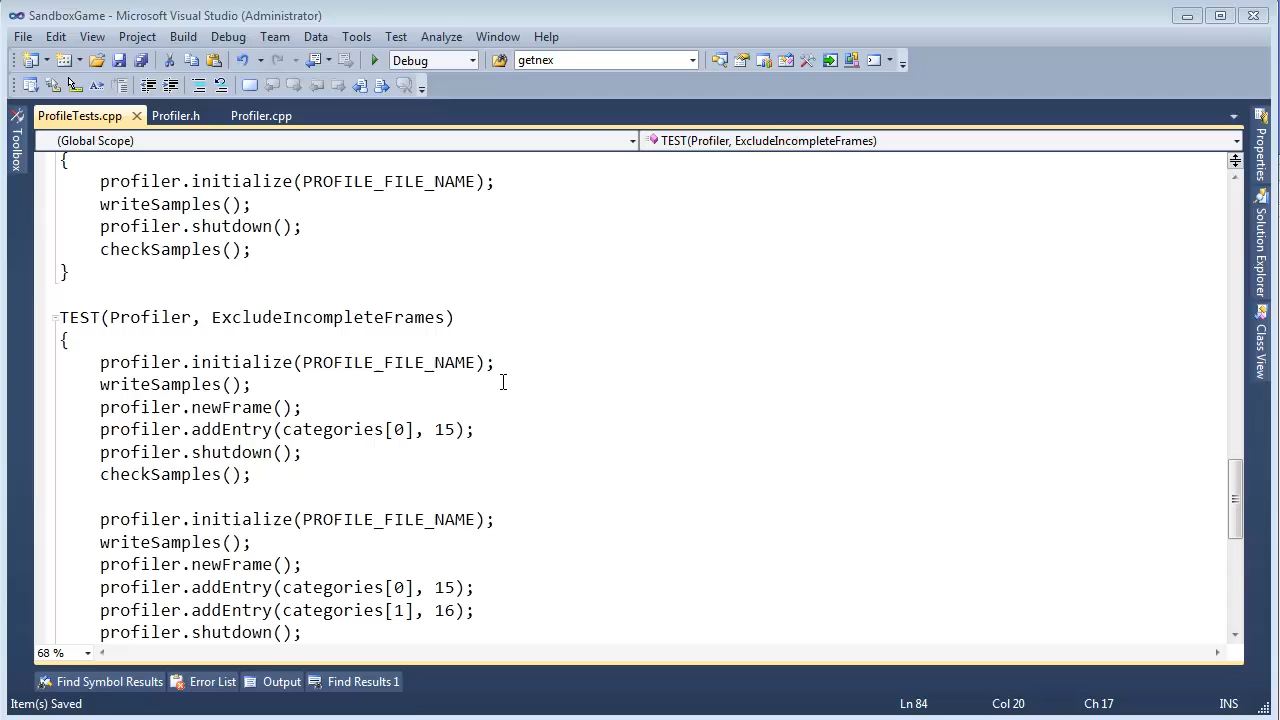 SandboxGame - Microsoft Visual Studio (Administrator)
File Edit View Project Build Debug Team Data Tools Test Analyze Window Help
Debug getnex
ProfileTests.cpp Profiler.h Profiler.cpp
(Global Scope) TEST(Profiler, ExcludeIncompleteFrames)
Toolbox
{
profiler.initialize(PROFILE_FILE_NAME);
writeSamples();
profiler.shutdown();
checkSamples();
}
TEST(Profiler, ExcludeIncompleteFrames)
{
profiler.initialize(PROFILE_FILE_NAME);
writeSamples();
profiler.newFrame();
profiler.addEntry(categories[0], 15);
profiler.shutdown();
checkSamples();
profiler.initialize(PROFILE_FILE_NAME);
writeSamples();
profiler.newFrame();
profiler.addEntry(categories[0], 15);
profiler.addEntry(categories[1], 16);
profiler.shutdown();
Properties
Solution Explorer
Class View
68 %
Find Symbol Results Error List Output Find Results 1
Item(s) Saved Ln 84 Col 20 Ch 17 INS